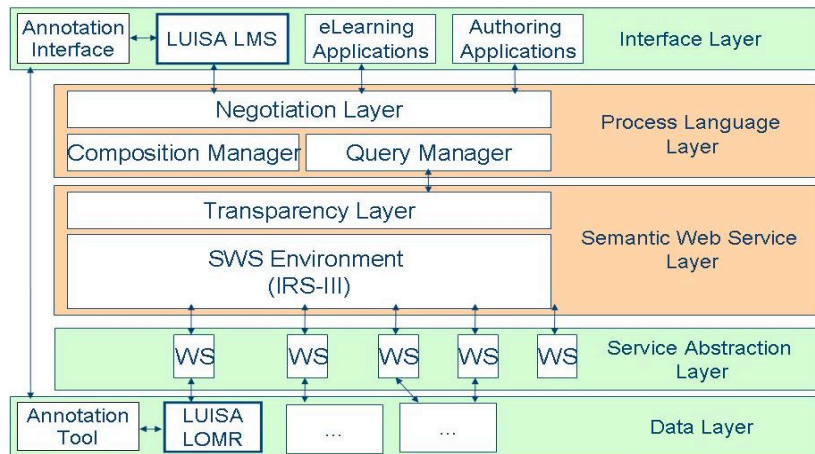 Annotation
Interface
LUISA LMS
eLearning
Applications
Authoring
Applications
Interface Layer
Negotiation Layer
Composition Manager
Query Manager
Process Language
Layer
Transparency Layer
SWS Environment
(IRS-III)
Semantic Web Service
Layer
WS
WS
WS
WS
WS
Service Abstraction
Layer
Annotation
Tool
LUISA
LOMR
...
...
Data Layer